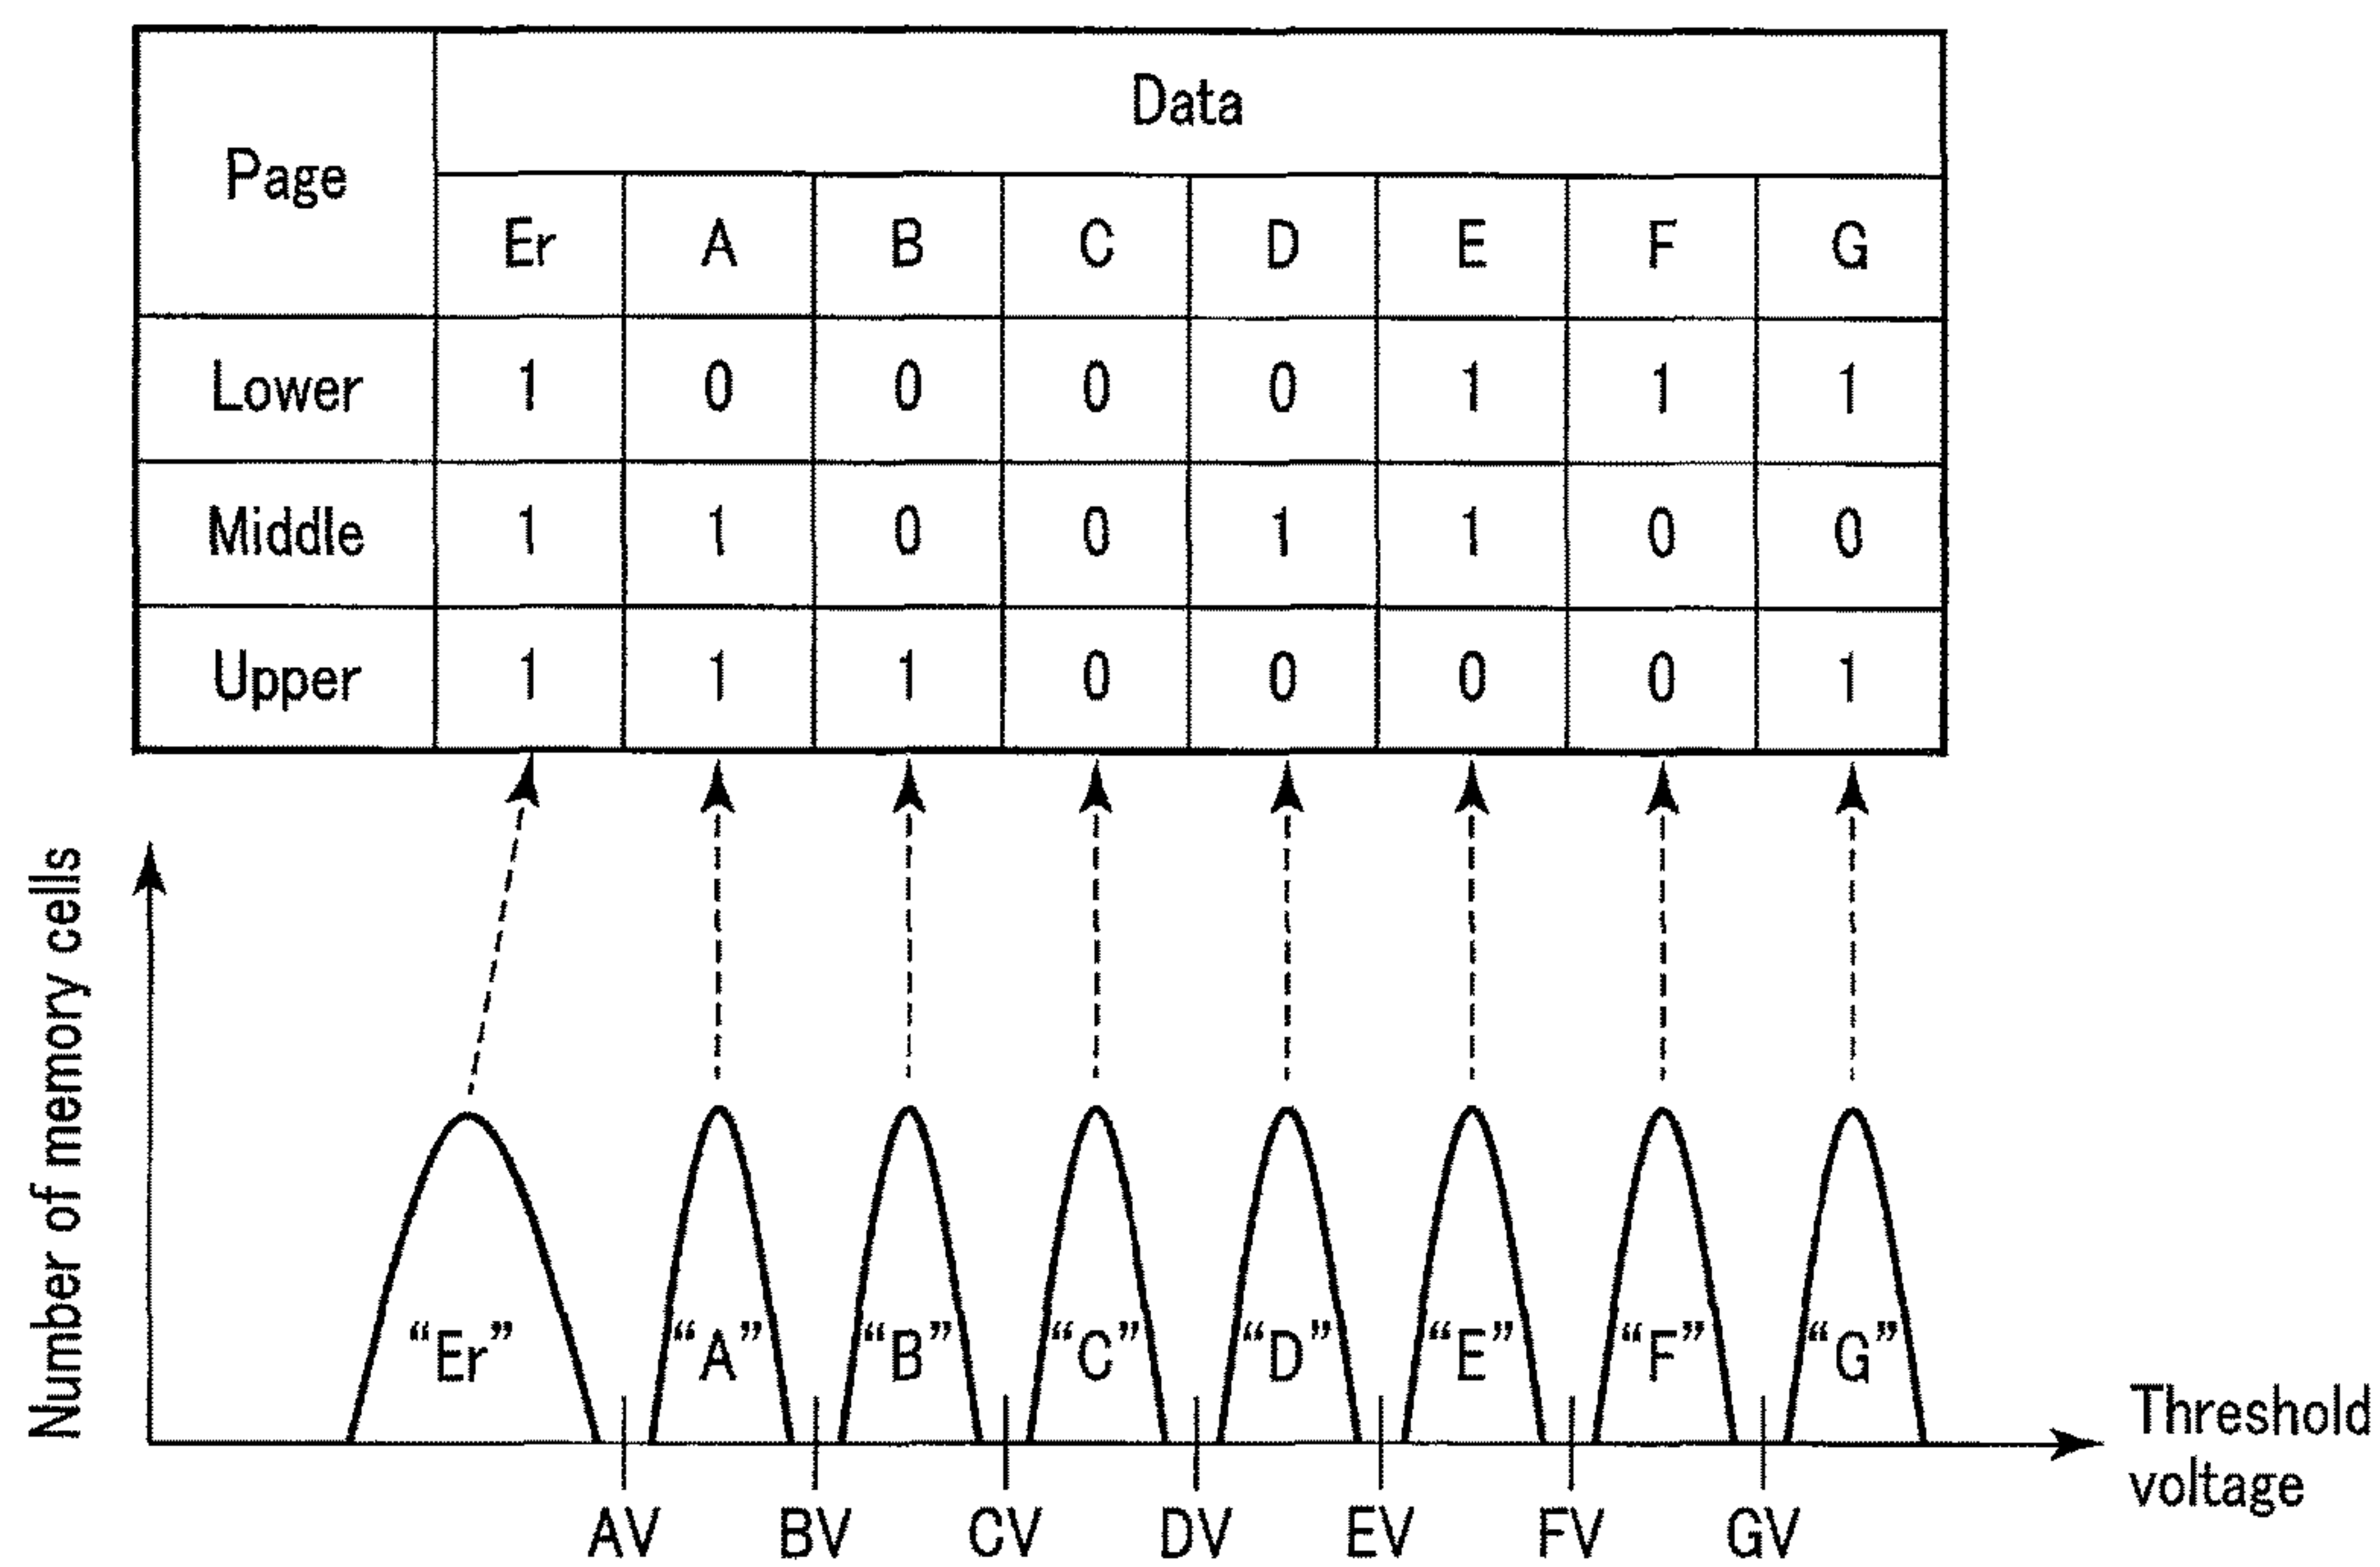 Page Data
Er A B C D E F G
Lower 1 0 0 0 0 1 1 1
Middle 1 1 0 0 1 1 0 0
Upper 1 1 1 0 0 0 0 1
Number of memory cells
“Er” “A” “B” “C” “D” “E” “F” “G”
AV BV CV DV EV FV GV
Threshold
voltage